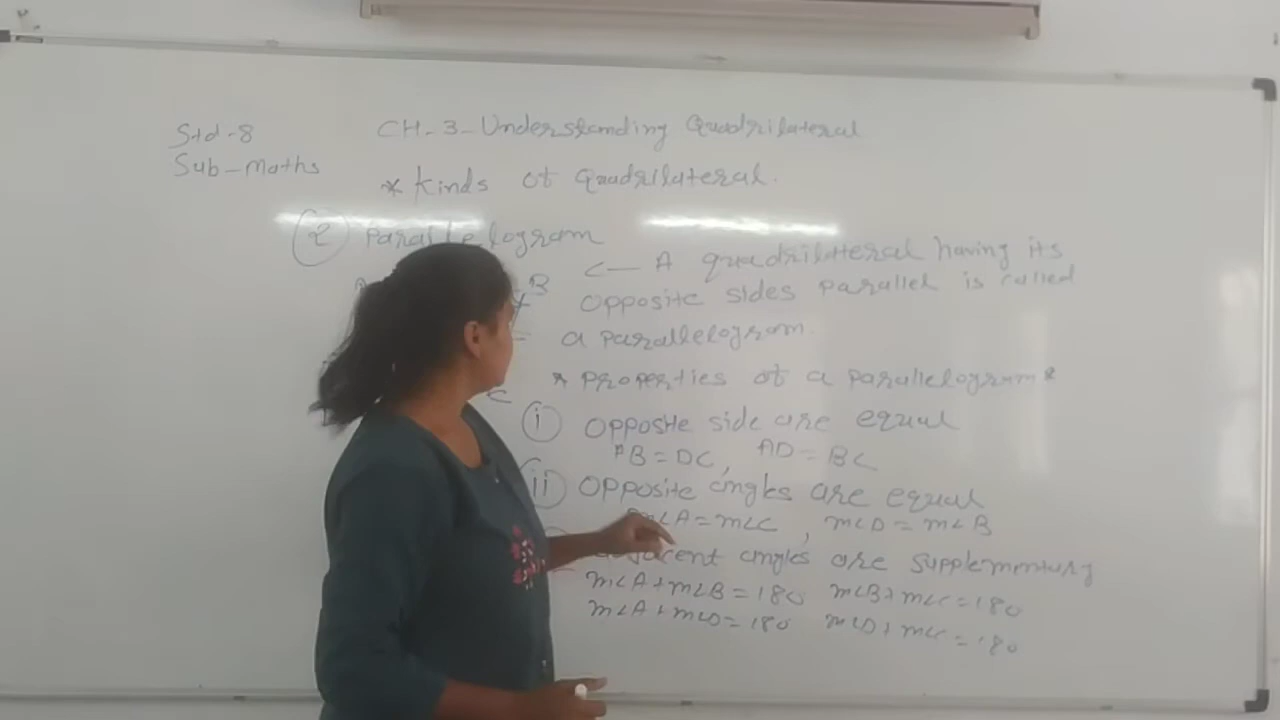 Std-8
Sub-Maths
CH-3-Understanding Quadrilateral
* Kinds of Quadrilateral.
2 Parallelogram
B
C
<— A quadrilateral having its
opposite sides parallel is called
a parallelogram.
* Properties of a parallelogram *
i opposite side are equal
AB = DC, AD = BC
ii opposite angles are equal
m∠A = m∠C, m∠D = m∠B
adjacent angles are supplementary
m∠A + m∠B = 180 m∠B + m∠C = 180
m∠A + m∠D = 180 m∠D + m∠C = 180